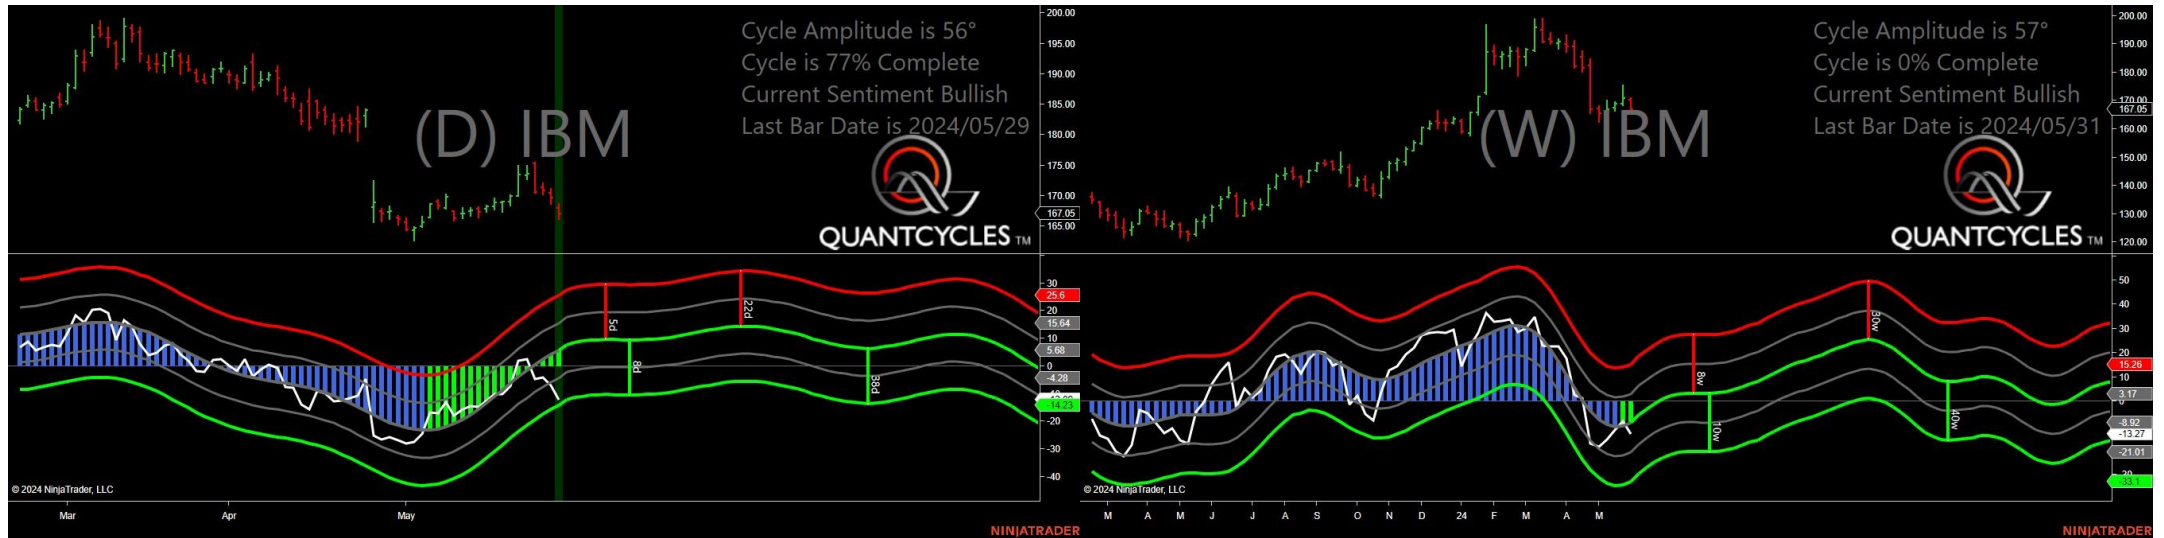 Cycle Amplitude is 56°
Cycle is 77% Complete
Current Sentiment Bullish
Last Bar Date is 2024/05/29
(D) IBM
QUANTCYCLES TM
200.00
195.00
190.00
185.00
180.00
175.00
170.00
167.05
165.00
30
25.6
20
15.64
10
5.68
0
-4.28
-14.23
-20
-30
-40
5d
8d
22d
38d
© 2024 NinjaTrader, LLC
Mar
Apr
May
NINJATRADER
Cycle Amplitude is 57°
Cycle is 0% Complete
Current Sentiment Bullish
Last Bar Date is 2024/05/31
(W) IBM
QUANTCYCLES TM
200.00
190.00
180.00
170.00
167.05
160.00
150.00
140.00
130.00
120.00
50
40
30
20
15.26
10
3.17
-8.92
-13.27
-21.01
-33.1
8w
10w
30w
40w
© 2024 NinjaTrader, LLC
M A M J J A S O N D 24 F M A M
NINJATRADER